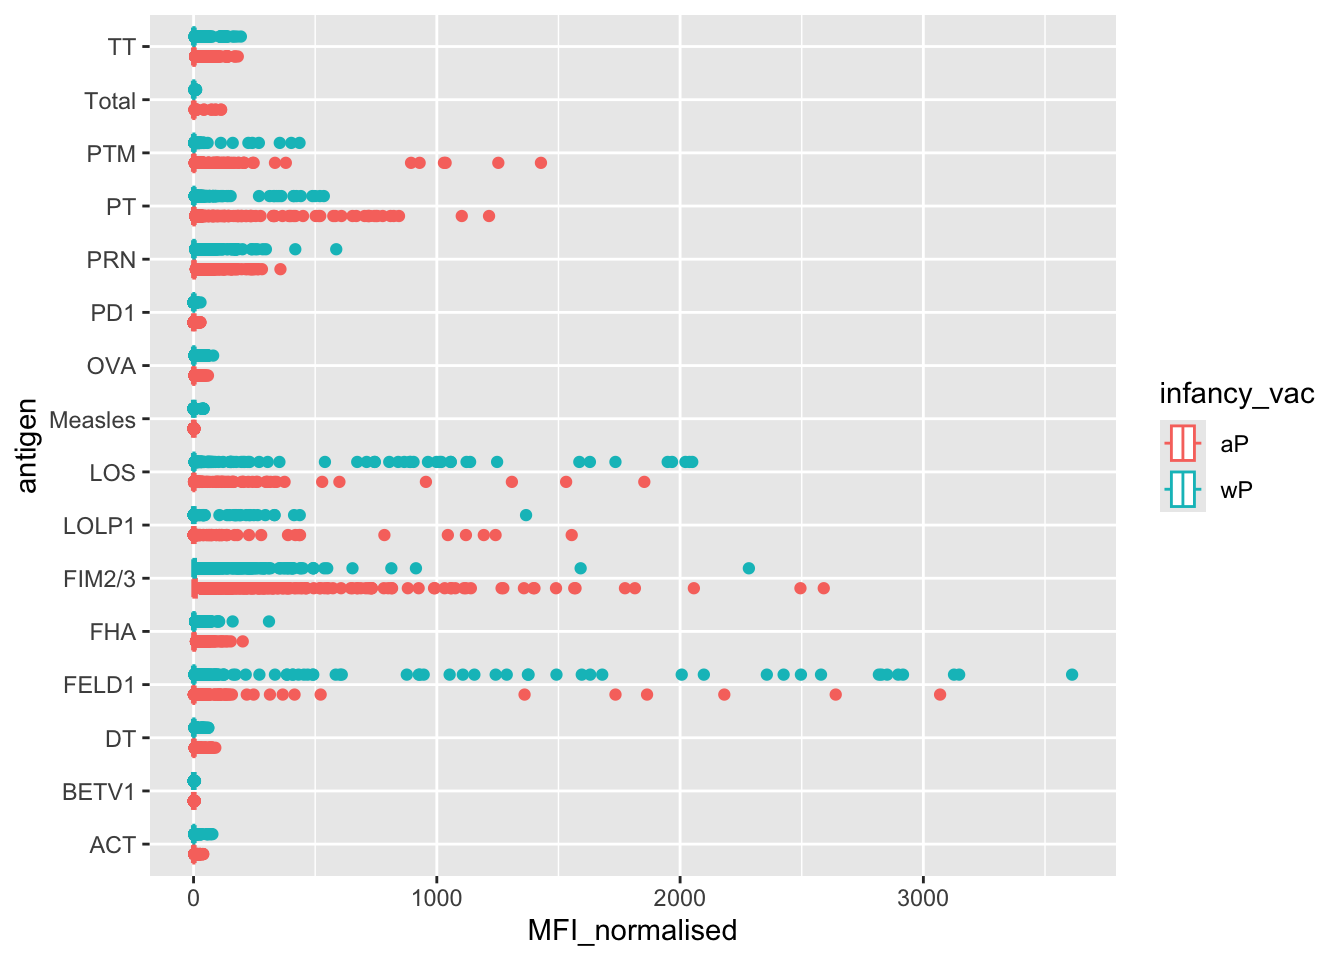 TT
Total
PTM
PT
PRN
PD1
OVA
Measles
LOS
LOLP1
FIM2/3
FHA
FELD1
DT
BETV1
ACT
antigen
0 1000 2000 3000
MFI_normalised
infancy_vac
aP
wP